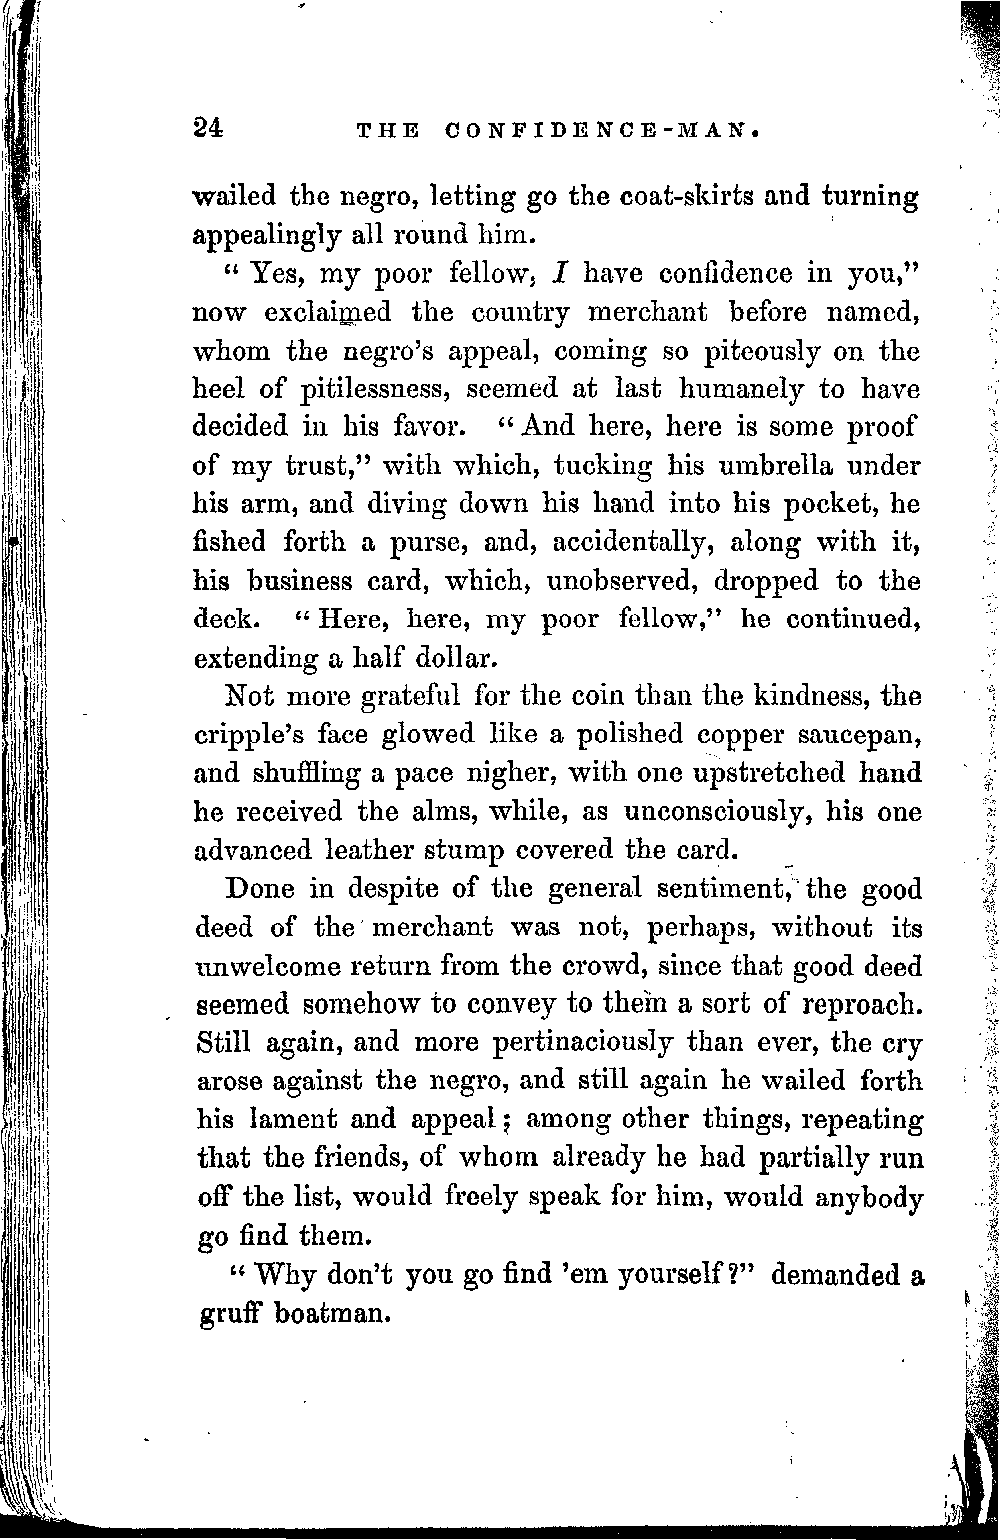 24 THE CONFIDENCE-MAN.
wailed the negro, letting go the coat-skirts and turning
appealingly all round him.
“ Yes, my poor fellow, I have confidence in you,”
now exclaimed the country merchant before named,
whom the negro’s appeal, coming so piteously on the
heel of pitilessness, seemed at last humanely to have
decided in his favor. “ And here, here is some proof
of my trust,” with which, tucking his umbrella under
his arm, and diving down his hand into his pocket, he
fished forth a purse, and, accidentally, along with it,
his business card, which, unobserved, dropped to the
deck. “ Here, here, my poor fellow,” he continued,
extending a half dollar.
Not more grateful for the coin than the kindness, the
cripple’s face glowed like a polished copper saucepan,
and shuffling a pace nigher, with one upstretched hand
he received the alms, while, as unconsciously, his one
advanced leather stump covered the card.
Done in despite of the general sentiment, the good
deed of the merchant was not, perhaps, without its
unwelcome return from the crowd, since that good deed
seemed somehow to convey to them a sort of reproach.
Still again, and more pertinaciously than ever, the cry
arose against the negro, and still again he wailed forth
his lament and appeal ; among other things, repeating
that the friends, of whom already he had partially run
off the list, would freely speak for him, would anybody
go find them.
“ Why don’t you go find ’em yourself ?” demanded a
gruff boatman.